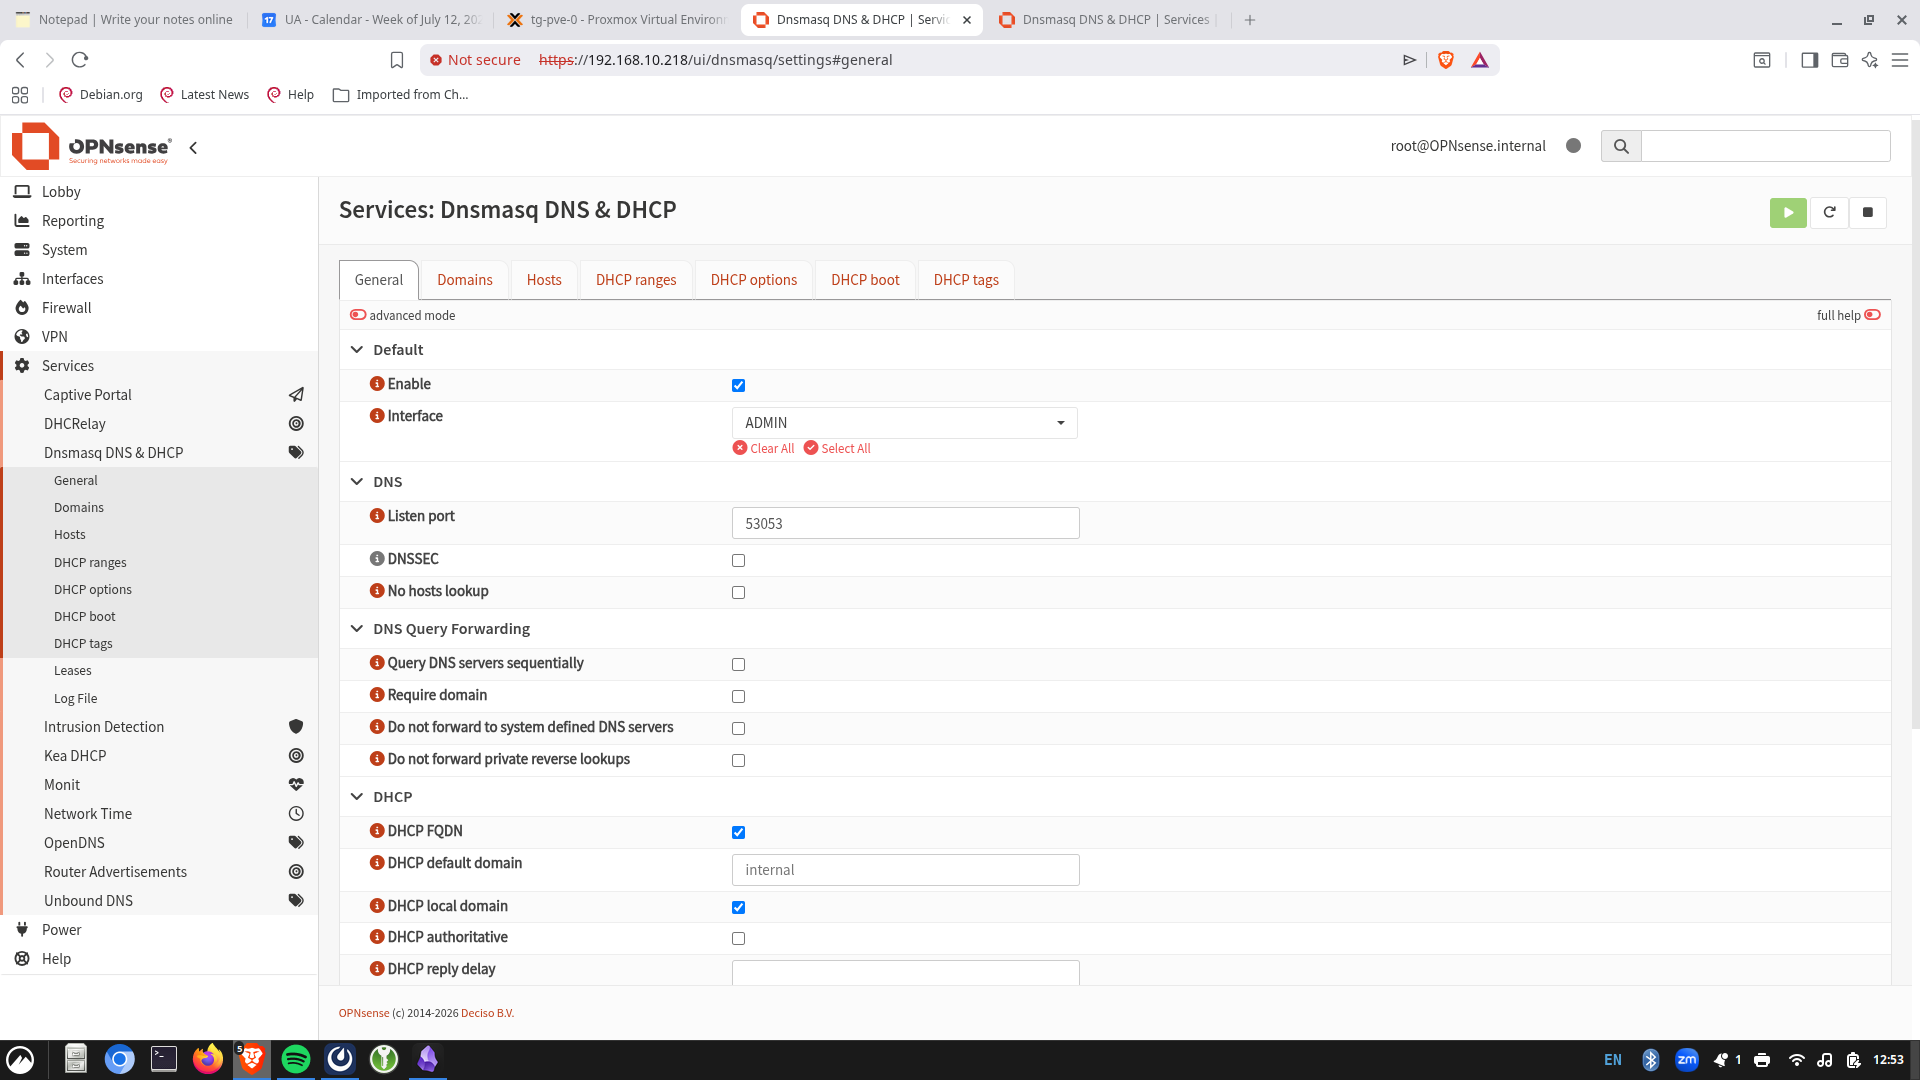 Notepad | Write your notes online
UA - Calendar - Week of July 12, 202
tg-pve-0 - Proxmox Virtual Environ
Dnsmasq DNS & DHCP | Servic
Dnsmasq DNS & DHCP | Services
Not secure
https://192.168.10.218/ui/dnsmasq/settings#general
Debian.org
Latest News
Help
Imported from Ch...
OPNsense
Securing networks made easy
root@OPNsense.internal
Lobby
Reporting
System
Interfaces
Firewall
VPN
Services
Captive Portal
DHCRelay
Dnsmasq DNS & DHCP
General
Domains
Hosts
DHCP ranges
DHCP options
DHCP boot
DHCP tags
Leases
Log File
Intrusion Detection
Kea DHCP
Monit
Network Time
OpenDNS
Router Advertisements
Unbound DNS
Power
Help
Services: Dnsmasq DNS & DHCP
General
Domains
Hosts
DHCP ranges
DHCP options
DHCP boot
DHCP tags
advanced mode
full help
Default
Enable
Interface
ADMIN
Clear All
Select All
DNS
Listen port
53053
DNSSEC
No hosts lookup
DNS Query Forwarding
Query DNS servers sequentially
Require domain
Do not forward to system defined DNS servers
Do not forward private reverse lookups
DHCP
DHCP FQDN
DHCP default domain
internal
DHCP local domain
DHCP authoritative
DHCP reply delay
OPNsense (c) 2014-2026 Deciso B.V.
5
EN
zm
1
12:53